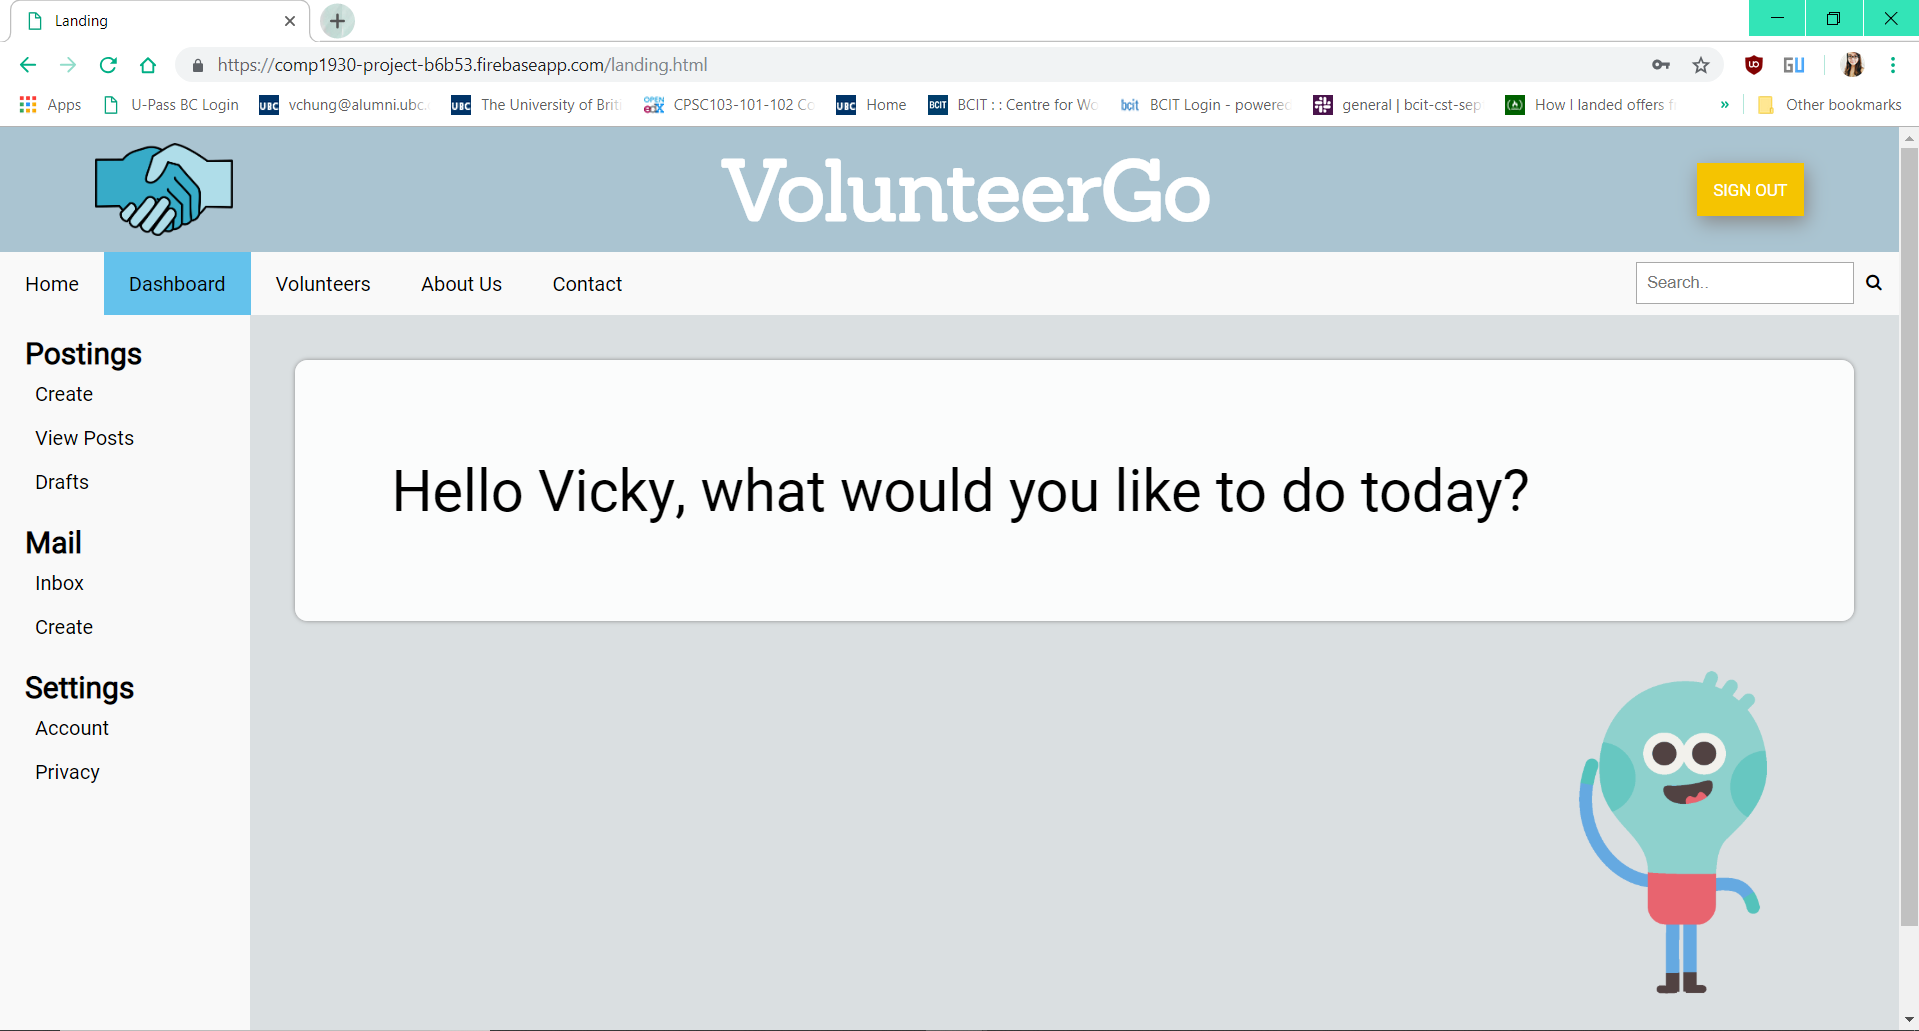 Landing
https://comp1930-project-b6b53.firebaseapp.com/landing.html
Apps U-Pass BC Login vchung@alumni.ubc. The University of Brit CPSC103-101-102 Co Home BCIT : : Centre for Wo BCIT Login - powered general | bcit-cst-sep How I landed offers f » Other bookmarks
VolunteerGo
SIGN OUT
Home Dashboard Volunteers About Us Contact Search..
Postings
Create
View Posts
Drafts
Mail
Inbox
Create
Settings
Account
Privacy
Hello Vicky, what would you like to do today?